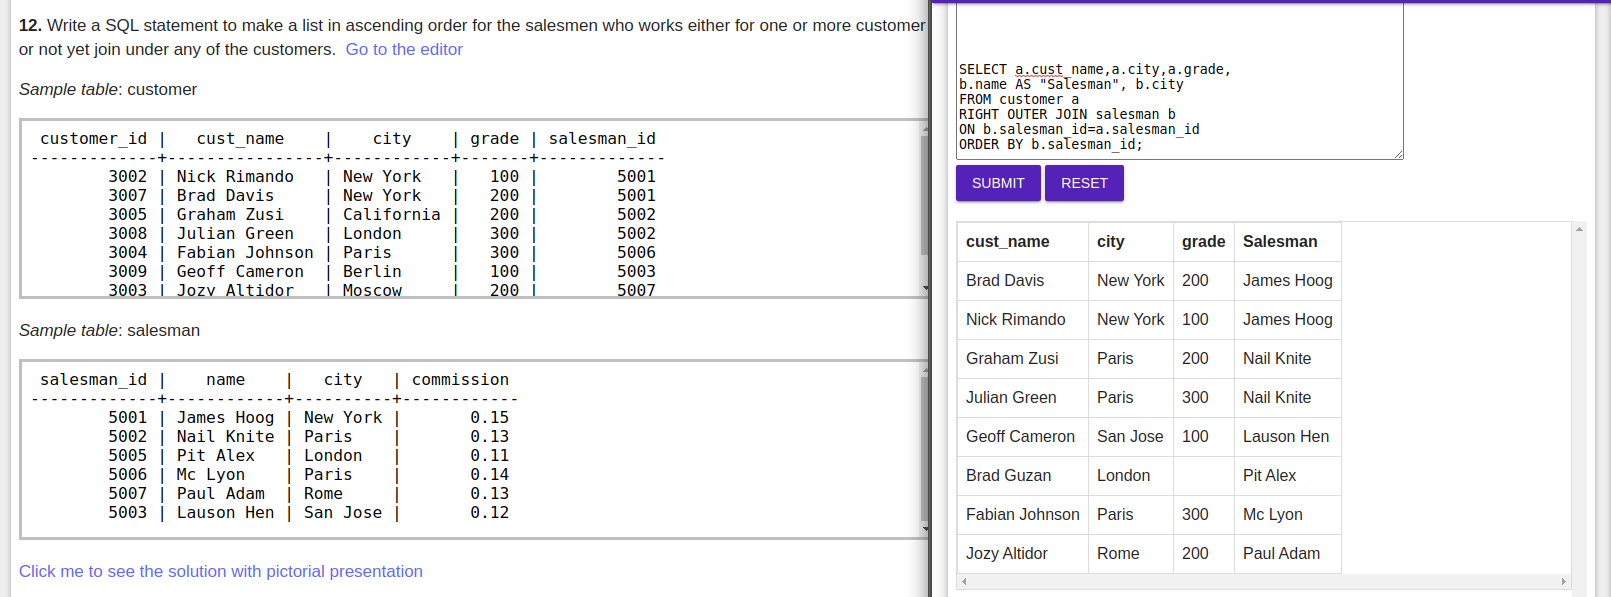 12. Write a SQL statement to make a list in ascending order for the salesmen who works either for one or more customer
or not yet join under any of the customers.  Go to the editor
Sample table: customer
 customer_id |   cust_name    |    city    | grade | salesman_id
-------------+----------------+------------+-------+-------------
        3002 | Nick Rimando   | New York   |   100 |        5001
        3007 | Brad Davis     | New York   |   200 |        5001
        3005 | Graham Zusi    | California |   200 |        5002
        3008 | Julian Green   | London     |   300 |        5002
        3004 | Fabian Johnson | Paris      |   300 |        5006
        3009 | Geoff Cameron  | Berlin     |   100 |        5003
        3003 | Jozy Altidor   | Moscow     |   200 |        5007
Sample table: salesman
 salesman_id |    name    |   city   | commission
-------------+------------+----------+------------
        5001 | James Hoog | New York |       0.15
        5002 | Nail Knite | Paris    |       0.13
        5005 | Pit Alex   | London   |       0.11
        5006 | Mc Lyon    | Paris    |       0.14
        5007 | Paul Adam  | Rome     |       0.13
        5003 | Lauson Hen | San Jose |       0.12
Click me to see the solution with pictorial presentation
SELECT a.cust_name,a.city,a.grade,
b.name AS "Salesman", b.city
FROM customer a
RIGHT OUTER JOIN salesman b
ON b.salesman_id=a.salesman_id
ORDER BY b.salesman_id;
SUBMIT RESET
cust_name city grade Salesman
Brad Davis New York 200 James Hoog
Nick Rimando New York 100 James Hoog
Graham Zusi Paris 200 Nail Knite
Julian Green Paris 300 Nail Knite
Geoff Cameron San Jose 100 Lauson Hen
Brad Guzan London Pit Alex
Fabian Johnson Paris 300 Mc Lyon
Jozy Altidor Rome 200 Paul Adam